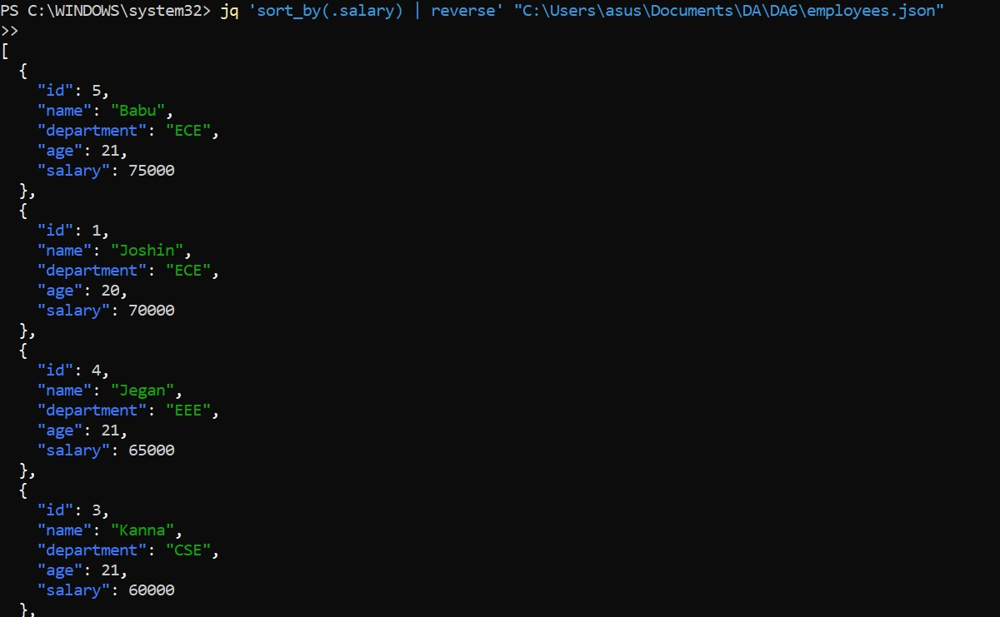 PS C:\WINDOWS\system32> jq 'sort_by(.salary) | reverse' "C:\Users\asus\Documents\DA\DA6\employees.json"
>>
[
  {
    "id": 5,
    "name": "Babu",
    "department": "ECE",
    "age": 21,
    "salary": 75000
  },
  {
    "id": 1,
    "name": "Joshin",
    "department": "ECE",
    "age": 20,
    "salary": 70000
  },
  {
    "id": 4,
    "name": "Jegan",
    "department": "EEE",
    "age": 21,
    "salary": 65000
  },
  {
    "id": 3,
    "name": "Kanna",
    "department": "CSE",
    "age": 21,
    "salary": 60000
  },